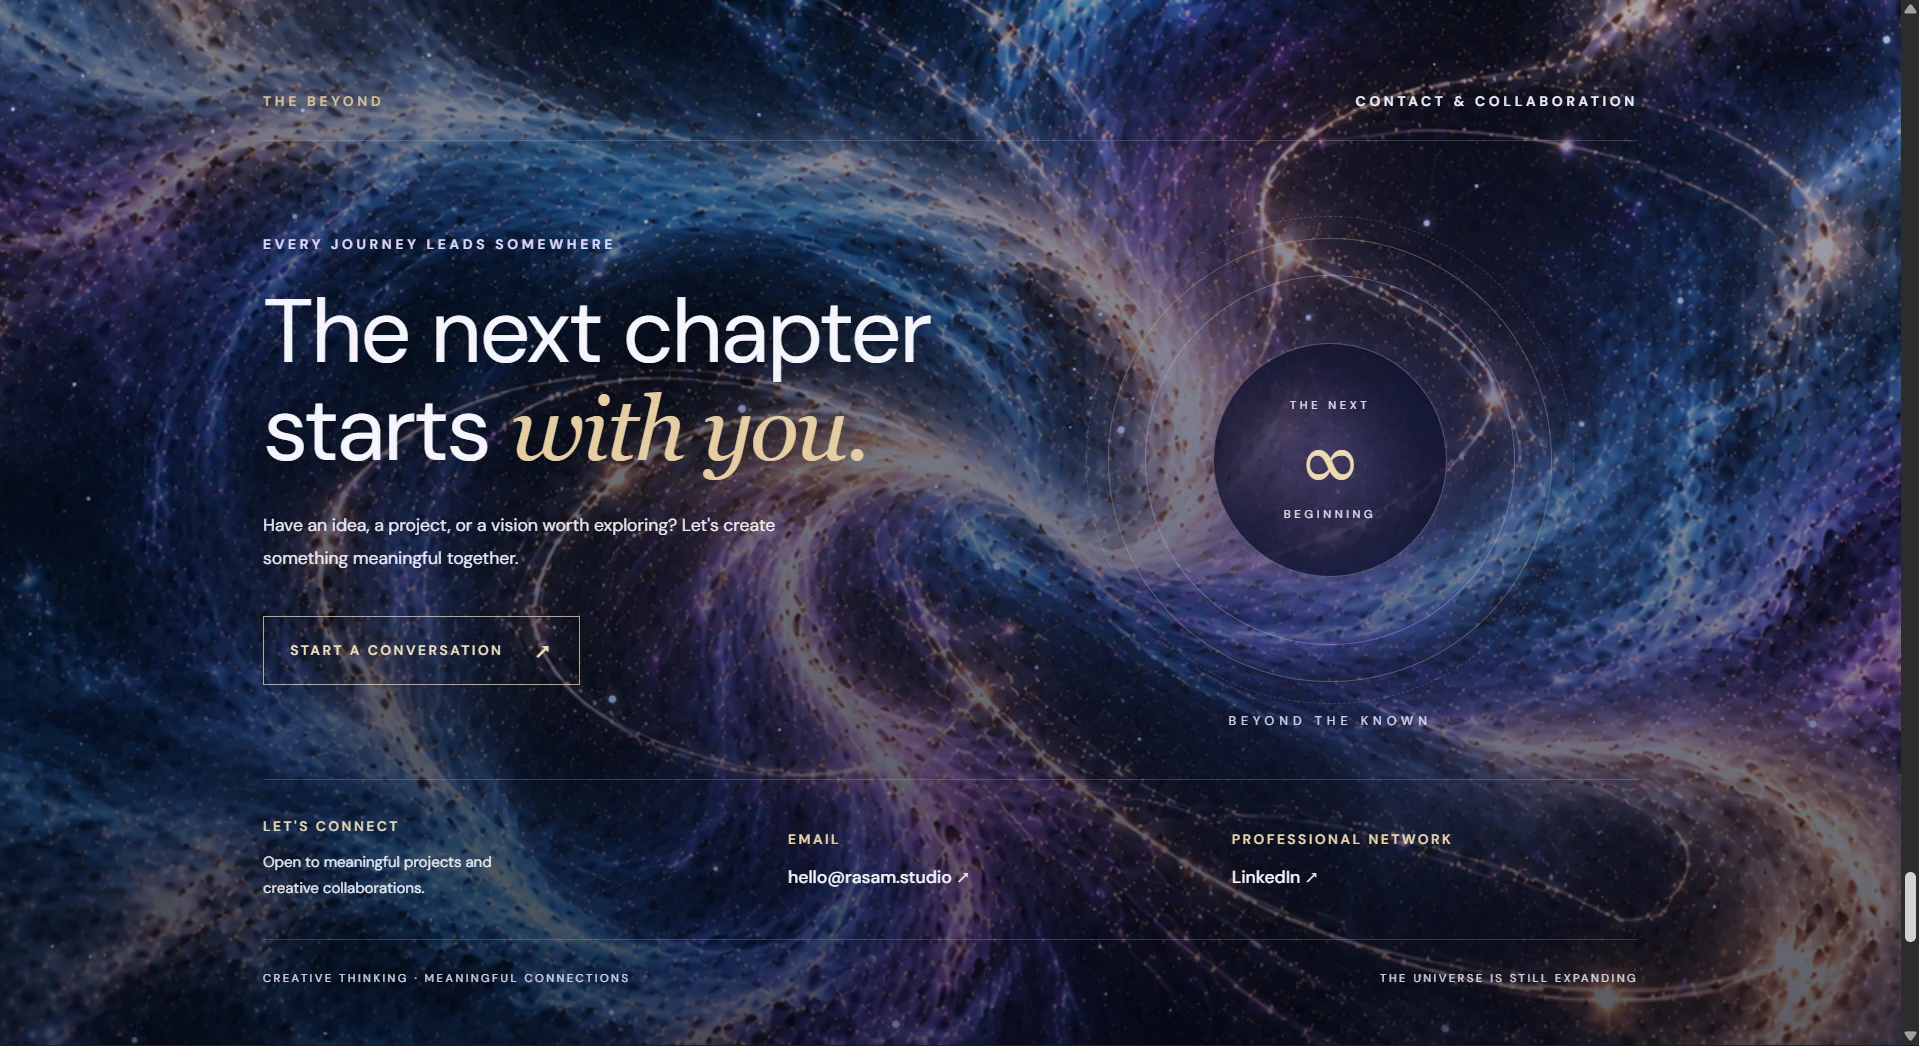 THE BEYOND
CONTACT & COLLABORATION
EVERY JOURNEY LEADS SOMEWHERE
The next chapter
starts with you.
Have an idea, a project, or a vision worth exploring? Let's create
something meaningful together.
START A CONVERSATION ↗
THE NEXT
∞
BEGINNING
BEYOND THE KNOWN
LET'S CONNECT
Open to meaningful projects and
creative collaborations.
EMAIL
hello@rasam.studio ↗
PROFESSIONAL NETWORK
LinkedIn ↗
CREATIVE THINKING · MEANINGFUL CONNECTIONS
THE UNIVERSE IS STILL EXPANDING